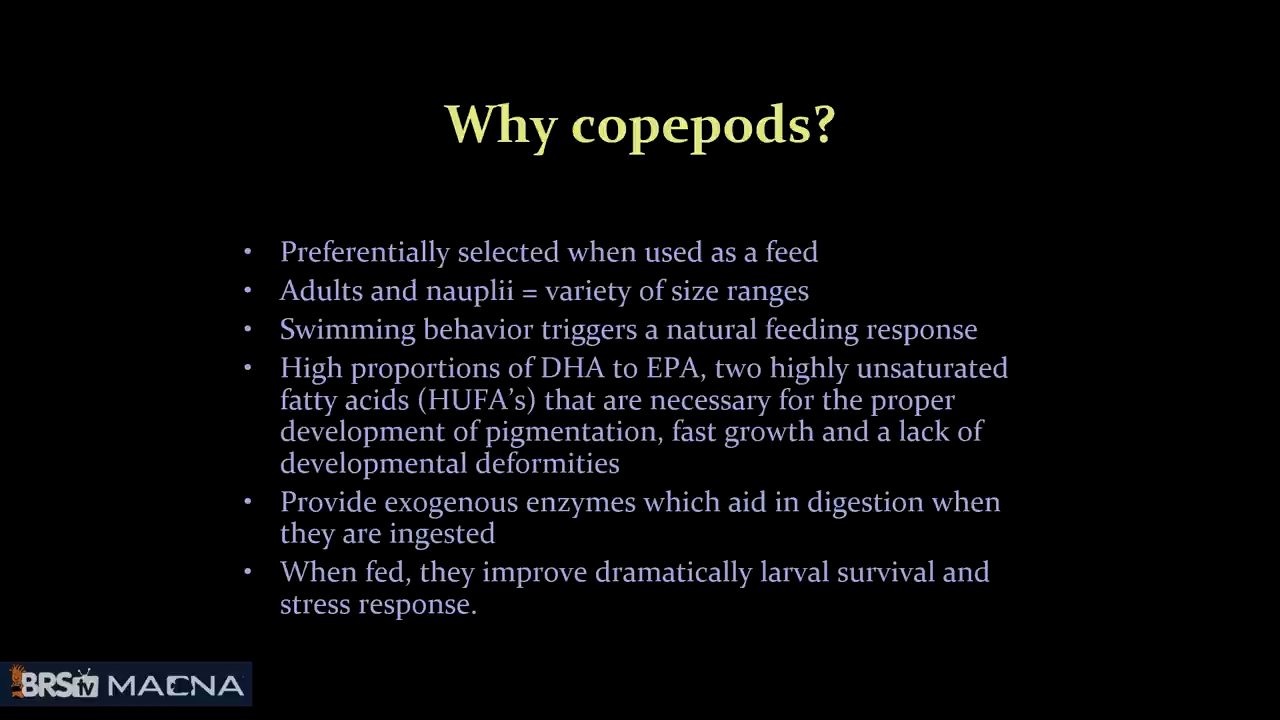 Why copepods?
• Preferentially selected when used as a feed
• Adults and nauplii = variety of size ranges
• Swimming behavior triggers a natural feeding response
• High proportions of DHA to EPA, two highly unsaturated
fatty acids (HUFA’s) that are necessary for the proper
development of pigmentation, fast growth and a lack of
developmental deformities
• Provide exogenous enzymes which aid in digestion when
they are ingested
• When fed, they improve dramatically larval survival and
stress response.
BRStv MACNA